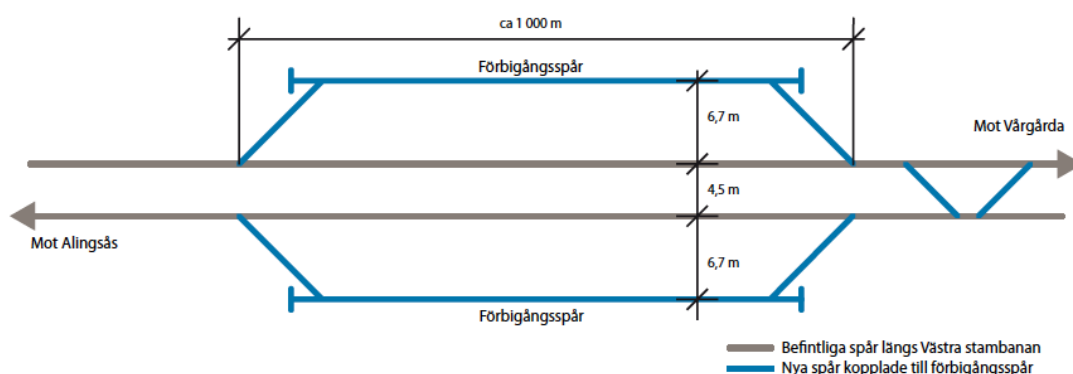 ca 1 000 m
Förbigångsspår
6,7 m
Mot Vårgårda
4,5 m
Mot Alingsås
6,7 m
Förbigångsspår
Befintliga spår längs Västra stambanan
Nya spår kopplade till förbigångsspår